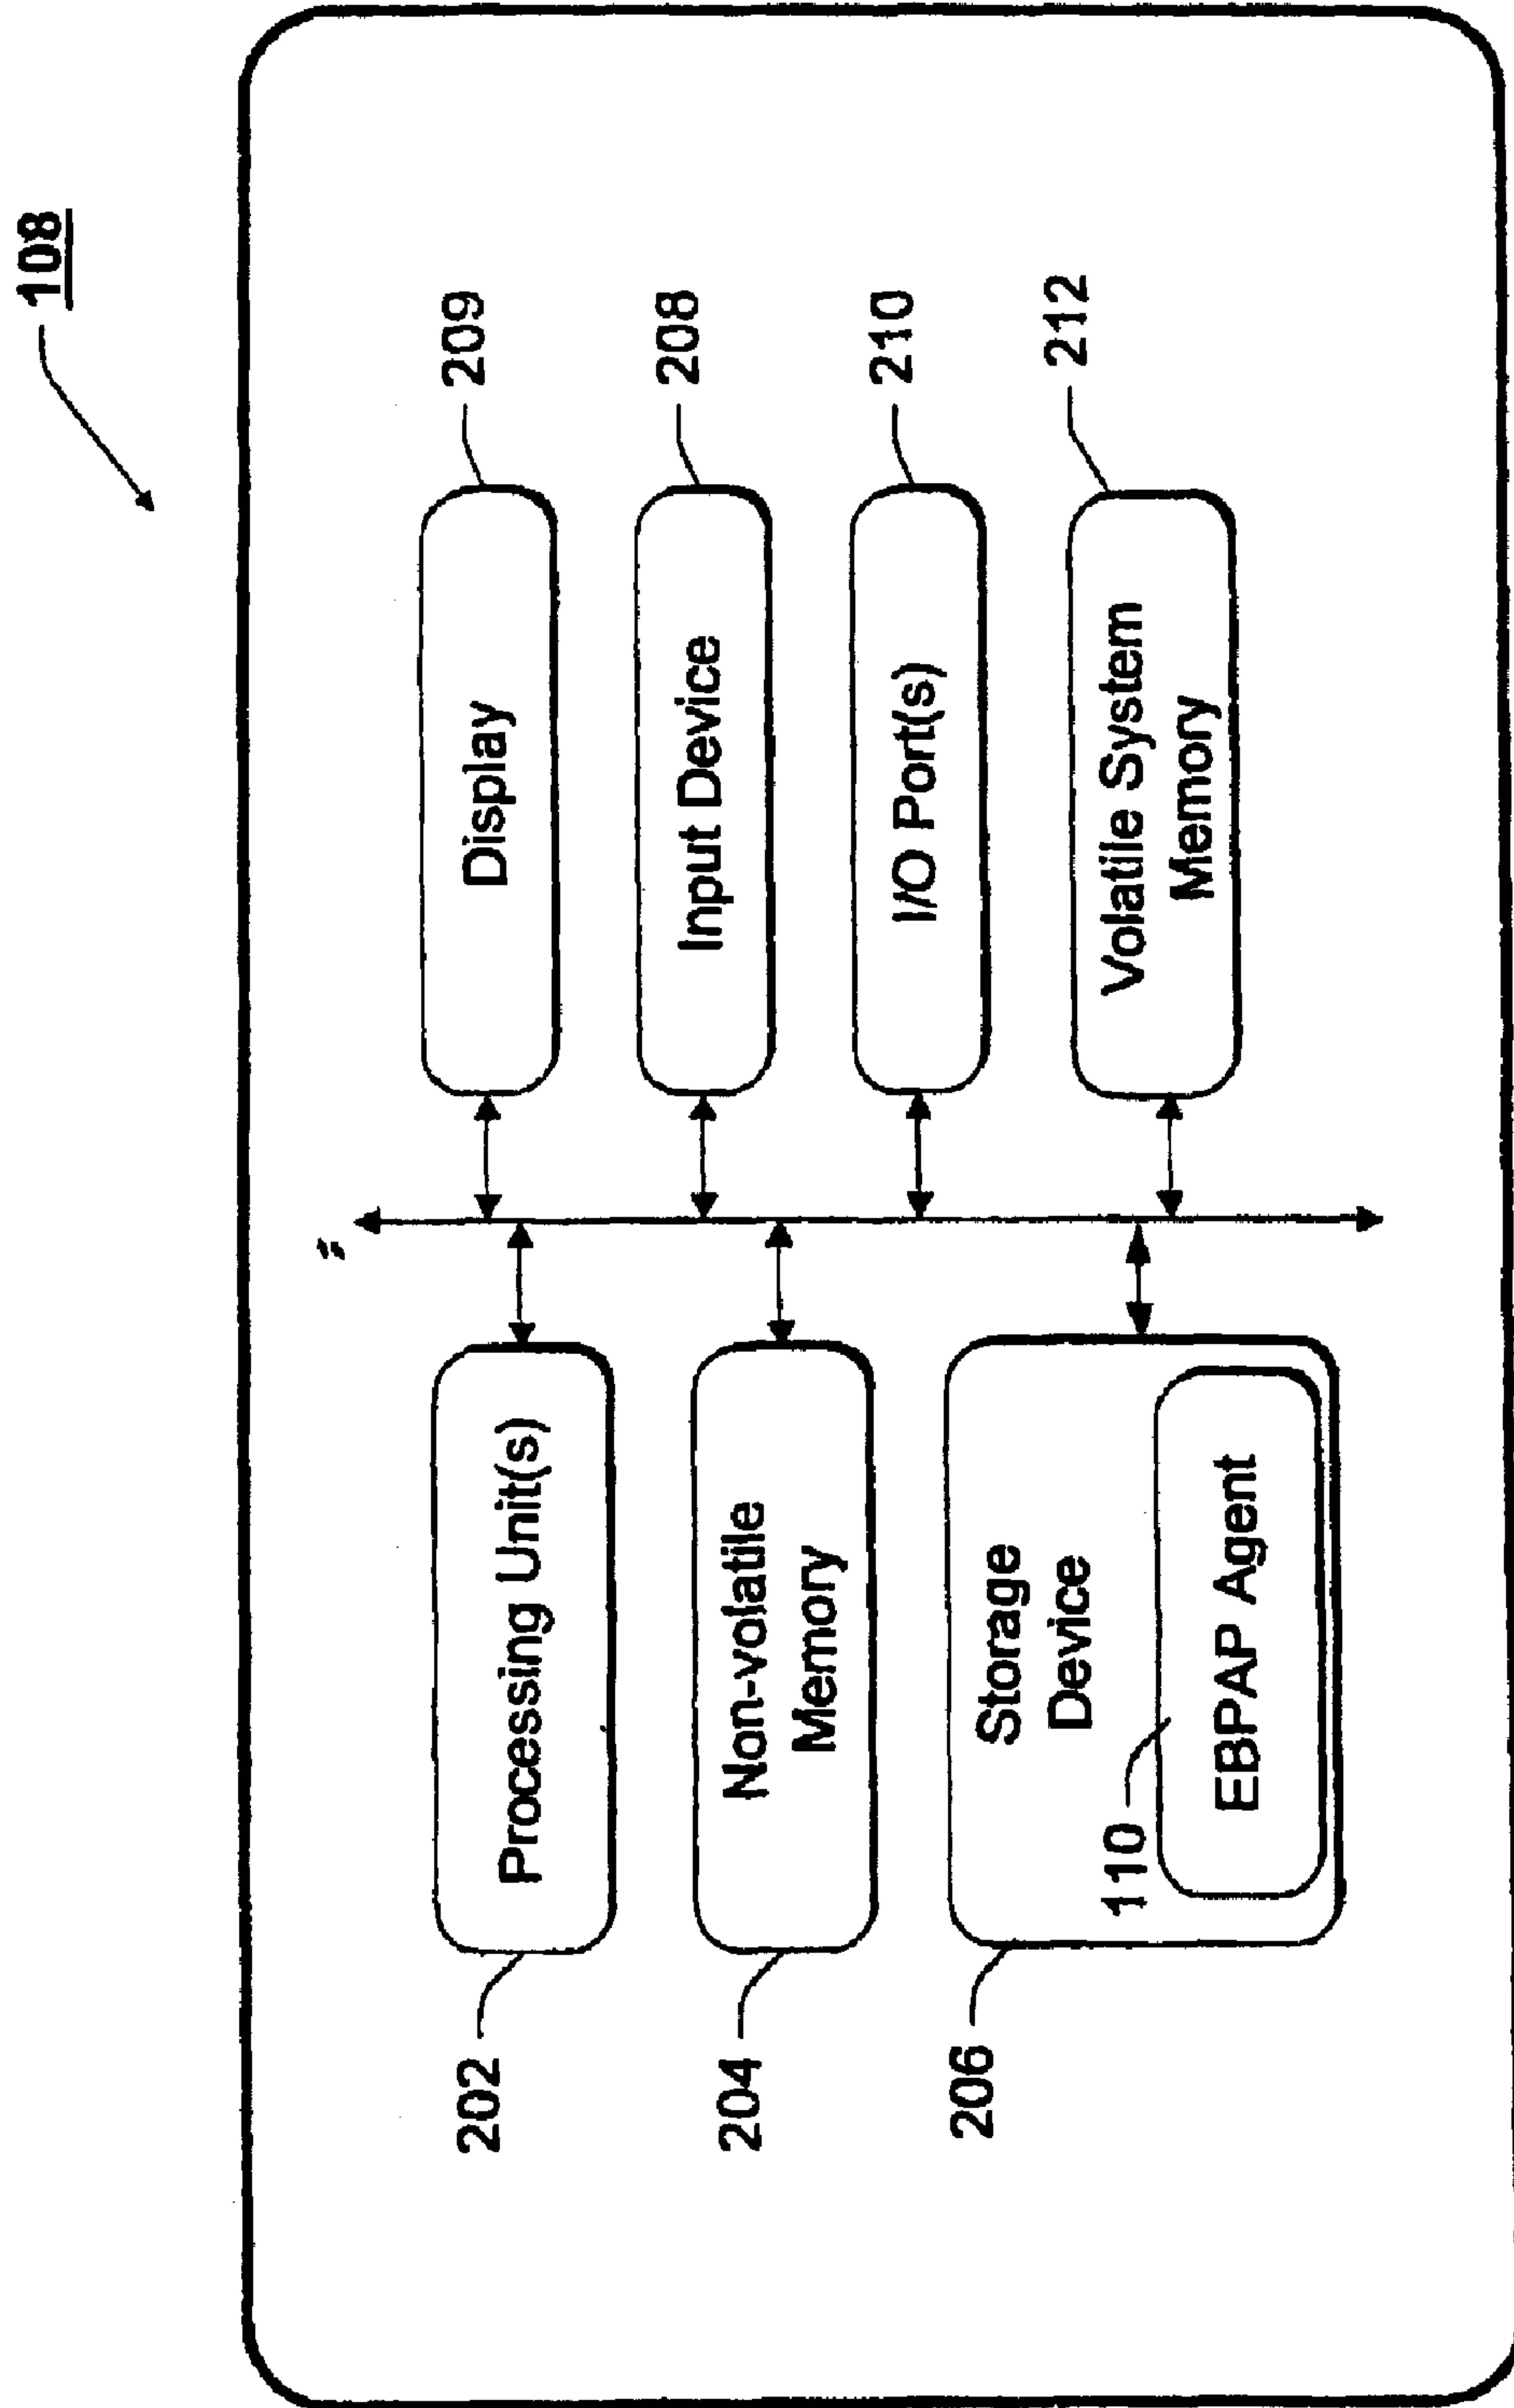 108
202
Processing Unit(s)
204
Non-volatile
Memory
206
Storage
Device
110
EBPAP Agent
Display
209
Input Device
208
I/O Port(s)
210
Volatile System
Memory
212